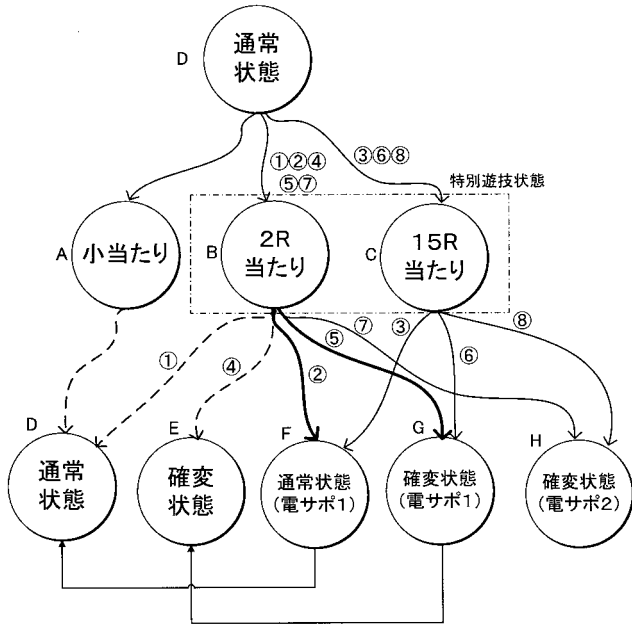 D
通常
状態
①②④
⑤⑦
③⑥⑧
特別遊技状態
A
小当たり
B
2R
当たり
C
15R
当たり
①
④
②
⑤
⑦
③
⑥
⑧
D
通常
状態
E
確変
状態
F
通常状態
(電サポ1)
G
確変状態
(電サポ1)
H
確変状態
(電サポ2)